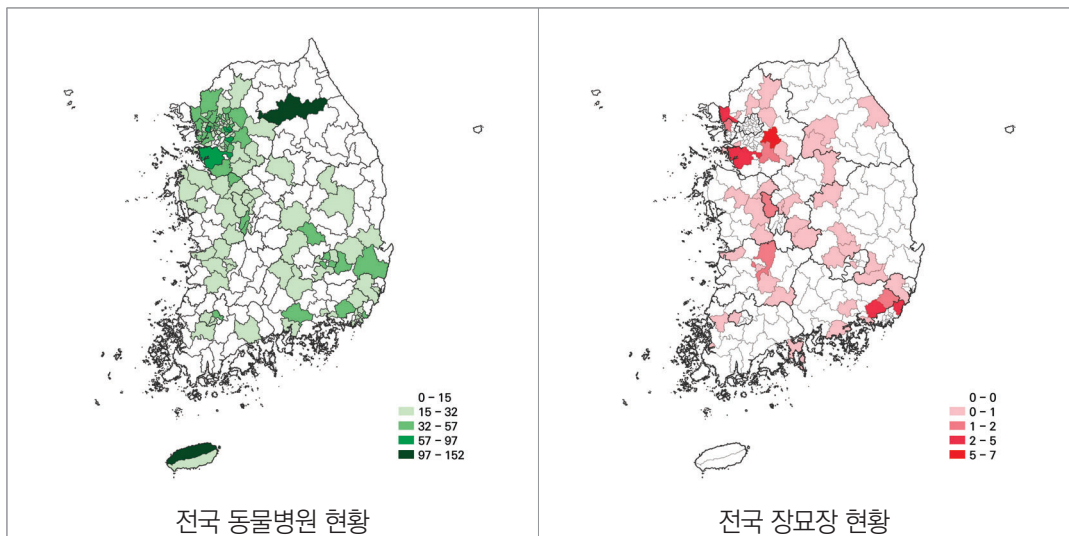 0 – 15
15 – 32
32 – 57
57 – 97
97 – 152
전국 동물병원 현황
0 – 0
0 – 1
1 – 2
2 – 5
5 – 7
전국 장묘장 현황